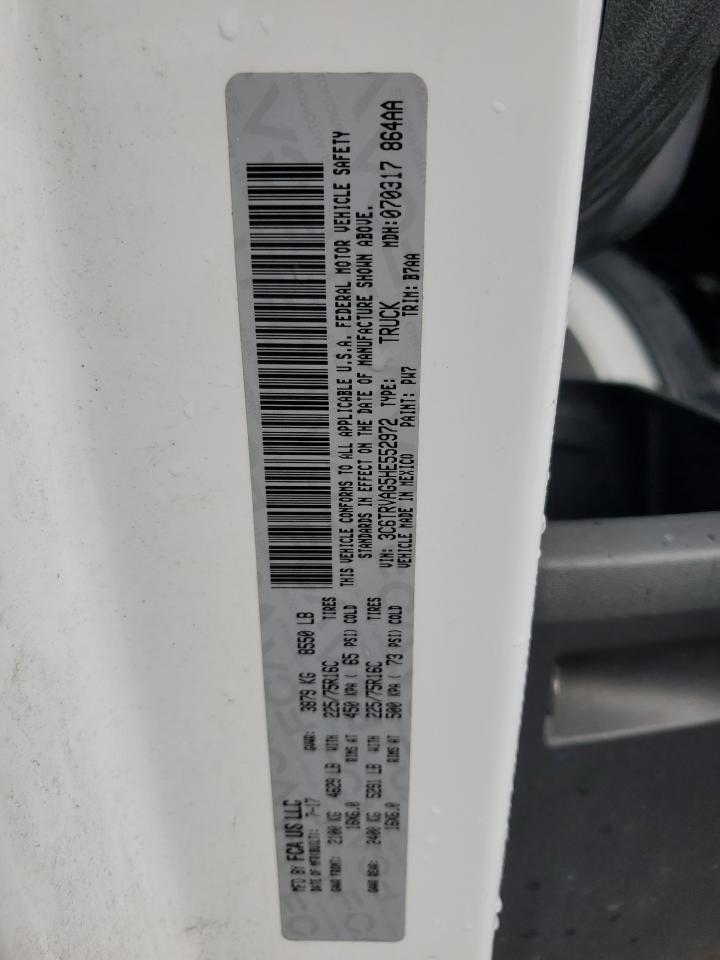 MFD BY FCA US LLC
DATE OF MFR/BUILT: 7-17 GVWR: 3879 KG 8550 LB
GAWR FRONT: 2100 KG 4629 LB WITH 225/75R16C TIRES
16X6.0 RIMS AT 450 KPA ( 65 PSI) COLD
GAWR REAR: 2400 KG 5291 LB WITH 225/75R16C TIRES
16X6.0 RIMS AT 500 KPA ( 73 PSI) COLD
THIS VEHICLE CONFORMS TO ALL APPLICABLE U.S.A. FEDERAL MOTOR VEHICLE SAFETY
STANDARDS IN EFFECT ON THE DATE OF MANUFACTURE SHOWN ABOVE.
VIN: 3C6TRVAG5HE552972 TYPE: TRUCK MDH:070317 864AA
VEHICLE MADE IN MEXICO PAINT: PW7 TRIM: B7AA